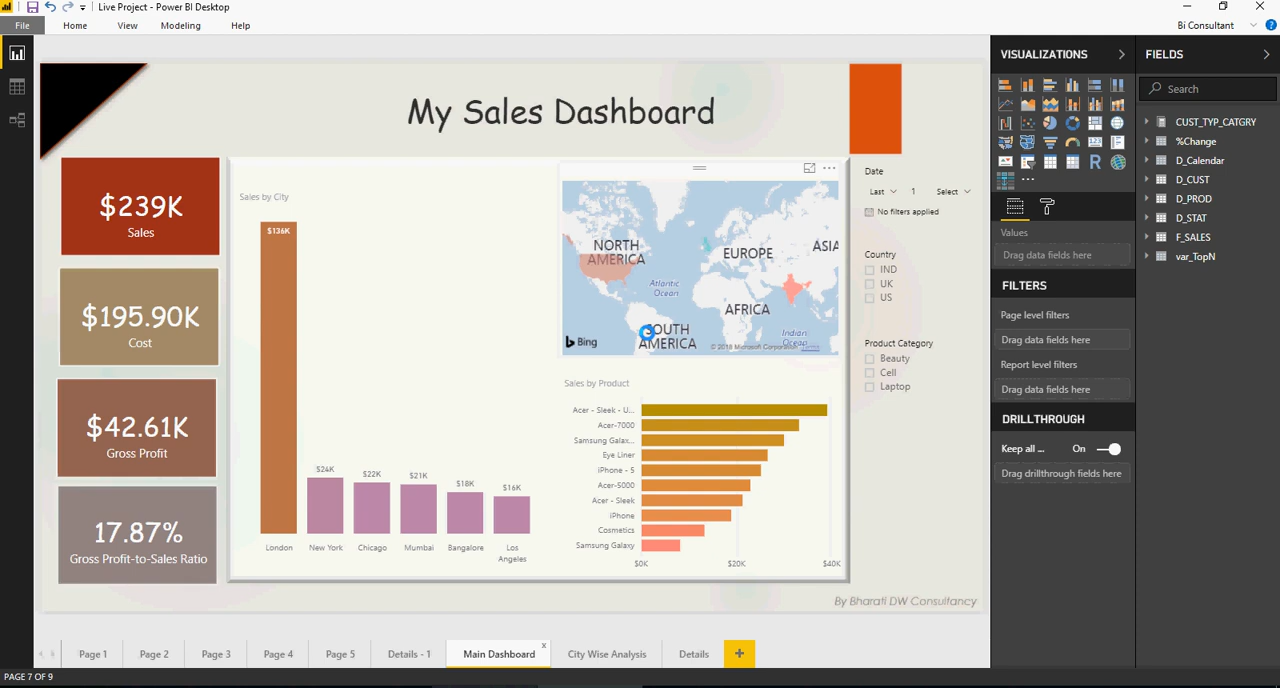 Live Project - Power BI Desktop
File
Home
View
Modeling
Help
Bi Consultant
My Sales Dashboard
$239K
Sales
$195.90K
Cost
$42.61K
Gross Profit
17.87%
Gross Profit-to-Sales Ratio
Sales by City
$136K
$24K
$22K
$21K
$18K
$16K
London
New York
Chicago
Mumbai
Bangalore
Los
Angeles
NORTH
AMERICA
EUROPE
ASIA
Atlantic
Ocean
AFRICA
SOUTH
AMERICA
Indian
Ocean
Bing
© 2018 Microsoft Corporation Terms
Sales by Product
Acer - Sleek - U...
Acer-7000
Samsung Galax...
Eye Liner
iPhone - 5
Acer-5000
Acer - Sleek
iPhone
Cosmetics
Samsung Galaxy
$0K
$20K
$40K
Date
Last
1
Select
No filters applied
Country
IND
UK
US
Product Category
Beauty
Cell
Laptop
By Bharati DW Consultancy
VISUALIZATIONS
R
Values
Drag data fields here
FILTERS
Page level filters
Drag data fields here
Report level filters
Drag data fields here
DRILLTHROUGH
Keep all ...
On
Drag drillthrough fields here
FIELDS
Search
CUST_TYP_CATGRY
%Change
D_Calendar
D_CUST
D_PROD
D_STAT
F_SALES
var_TopN
Page 1
Page 2
Page 3
Page 4
Page 5
Details - 1
Main Dashboard
x
City Wise Analysis
Details
+
PAGE 7 OF 9